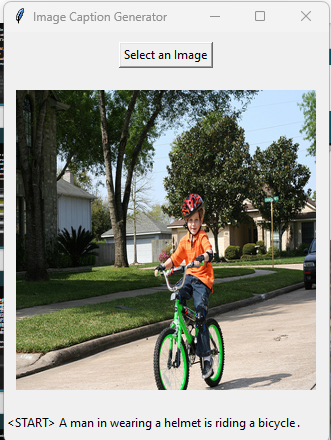 Image Caption Generator
Select an Image
<START> A man in wearing a helmet is riding a bicycle.